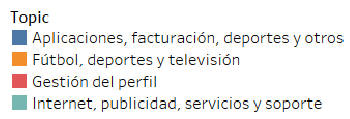 Topic
Aplicaciones, facturación, deportes y otros
Fútbol, deportes y televisión
Gestión del perfil
Internet, publicidad, servicios y soporte